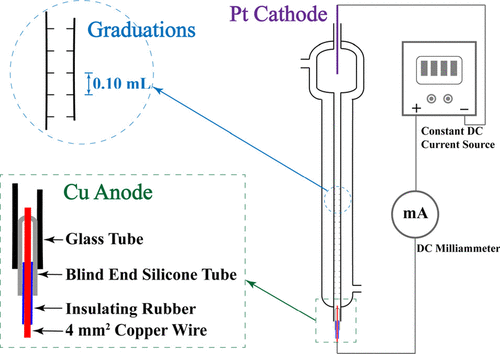 Graduations
0.10 mL
Pt Cathode
+ −
Constant DC
Current Source
mA
DC Milliammeter
Cu Anode
Glass Tube
Blind End Silicone Tube
Insulating Rubber
4 mm² Copper Wire